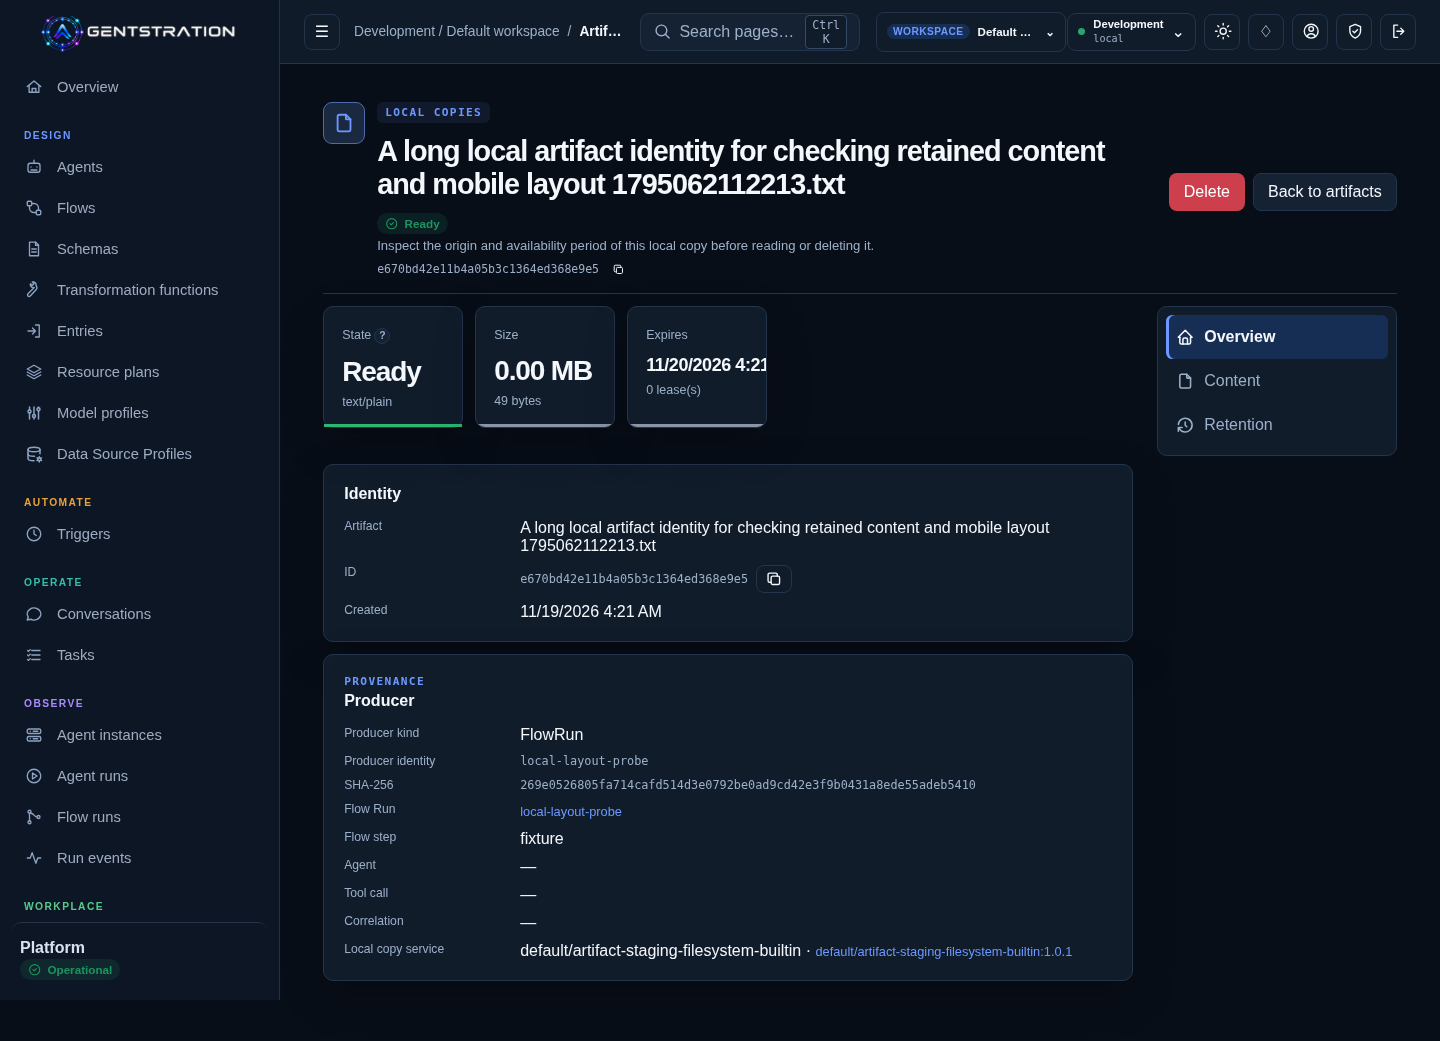 GENTSTRATION
Overview
DESIGN
Agents
Flows
Schemas
Transformation functions
Entries
Resource plans
Model profiles
Data Source Profiles
AUTOMATE
Triggers
OPERATE
Conversations
Tasks
OBSERVE
Agent instances
Agent runs
Flow runs
Run events
WORKPLACE
Platform
Operational
Development / Default workspace / Artif…
Search pages…
Ctrl
K
WORKSPACE Default …
Development
local
LOCAL COPIES
A long local artifact identity for checking retained content
and mobile layout 1795062112213.txt
Ready
Inspect the origin and availability period of this local copy before reading or deleting it.
e670bd42e11b4a05b3c1364ed368e9e5
Delete
Back to artifacts
State ?
Ready
text/plain
Size
0.00 MB
49 bytes
Expires
11/20/2026 4:21
0 lease(s)
Overview
Content
Retention
Identity
Artifact
A long local artifact identity for checking retained content and mobile layout
1795062112213.txt
ID
e670bd42e11b4a05b3c1364ed368e9e5
Created
11/19/2026 4:21 AM
PROVENANCE
Producer
Producer kind
FlowRun
Producer identity
local-layout-probe
SHA-256
269e0526805fa714cafd514d3e0792be0ad9cd42e3f9b0431a8ede55adeb5410
Flow Run
local-layout-probe
Flow step
fixture
Agent
—
Tool call
—
Correlation
—
Local copy service
default/artifact-staging-filesystem-builtin · default/artifact-staging-filesystem-builtin:1.0.1